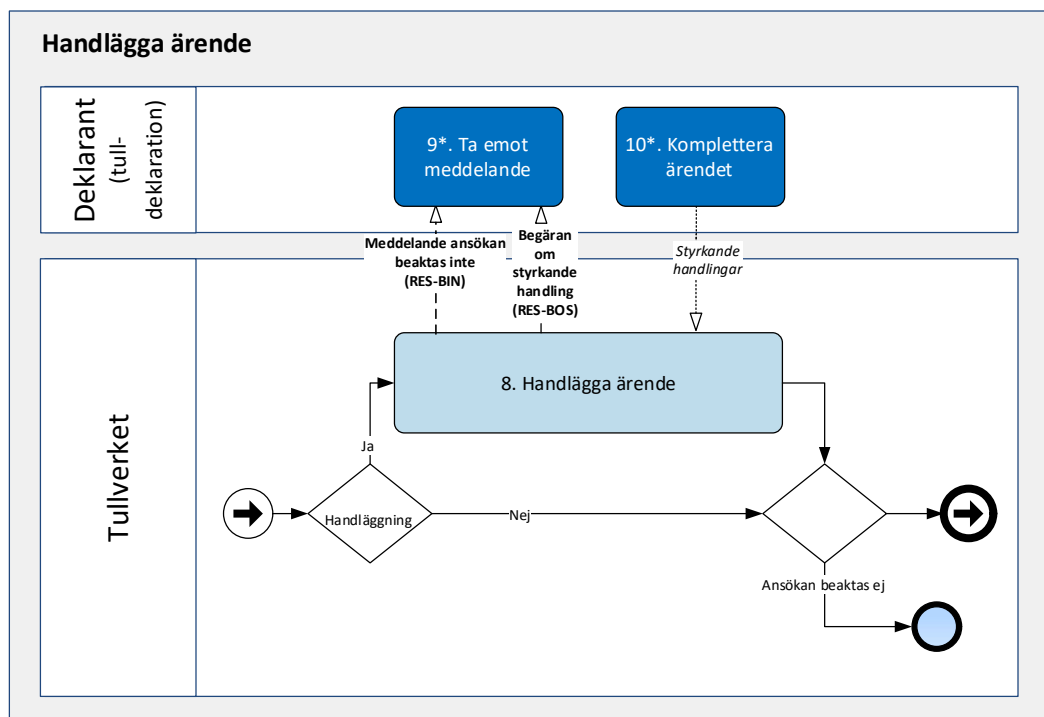 Handlägga ärende
Deklarant
(tull-
deklaration)
9*. Ta emot
meddelande
10*. Komplettera
ärendet
Meddelande ansökan
beaktas inte
(RES-BIN)
Begäran
om
styrkande
handling
(RES-BOS)
Styrkande
handlingar
Tullverket
8. Handlägga ärende
Ja
Handläggning
Nej
Ansökan beaktas ej